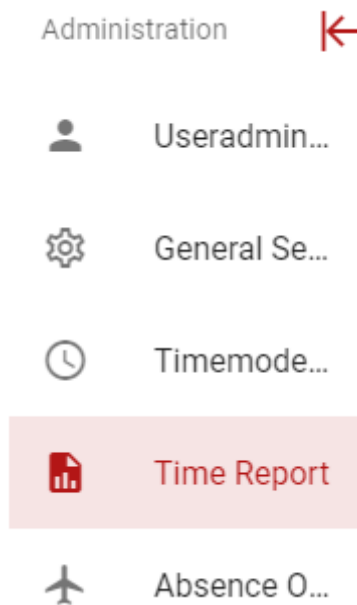 Administration
Useradmin...
General Se...
Timemode...
Time Report
Absence O...